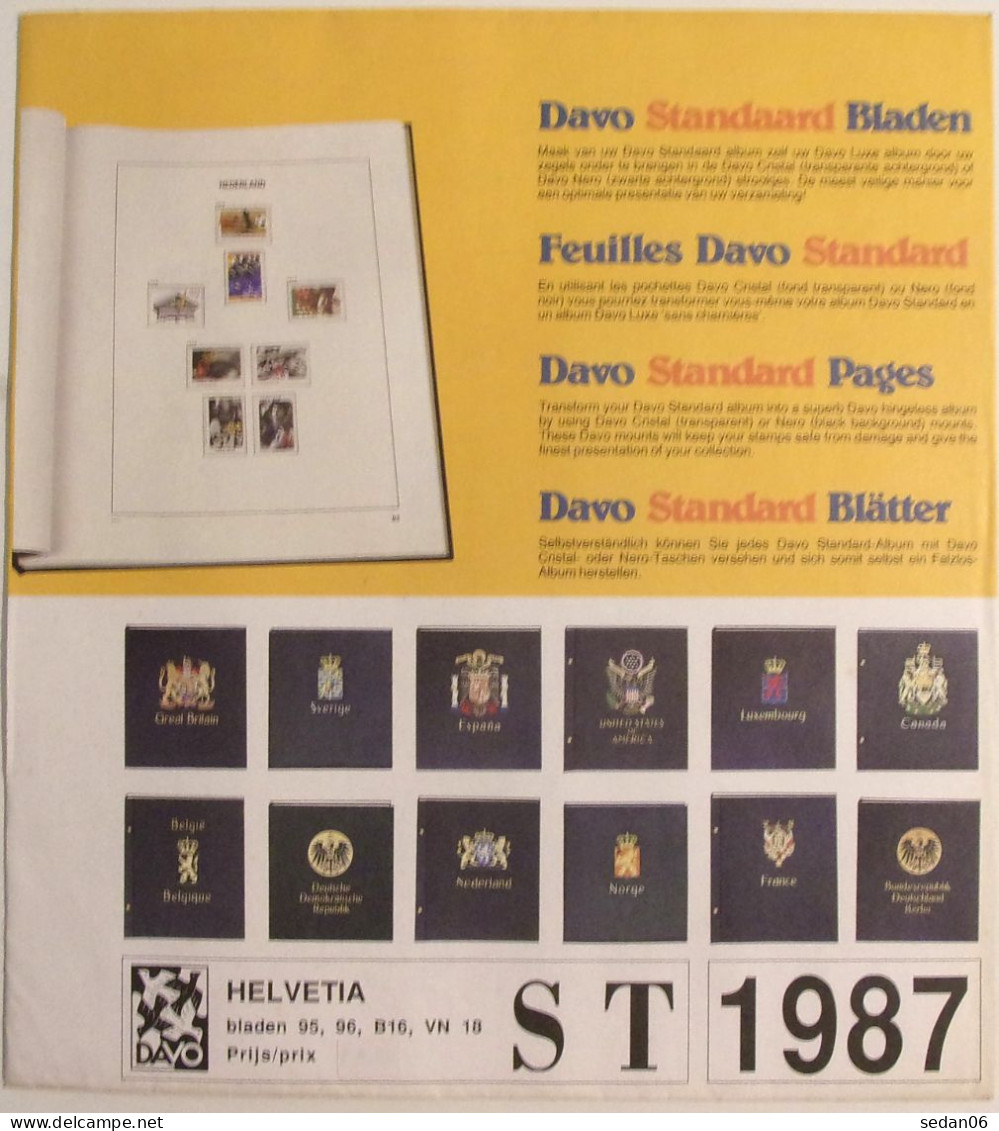 NEDERLAND
Davo Standaard Bladen
Maak van uw Davo Standaard album zelf uw Davo Luxe album door uw
zegels onder te brengen in de Davo Cristal (transparante achtergrond) of
Davo Nero (zwarte achtergrond) strookjes. De meest veilige manier voor
een optimale presentatie van uw verzameling!
Feuilles Davo Standard
En utilisant les pochettes Davo Cristal (fond transparent) ou Nero (fond
noir) vous pourrez transformer vous-même votre album Davo Standard en
un album Davo Luxe 'sans charnières'.
Davo Standard Pages
Transform your Davo Standard album into a superb Davo hingeless album
by using Davo Cristal (transparent) or Nero (black background) mounts.
These Davo mounts will keep your stamps safe from damage and give the
finest presentation of your collection.
Davo Standard Blätter
Selbstverständlich können Sie jedes Davo Standard-Album mit Davo
Cristal- oder Nero-Taschen versehen und sich somit selbst ein Falzlos-
Album herstellen.
Great Britain
Sverige
España
UNITED STATES
OF
AMERICA
Luxembourg
Canada
België
Belgique
Deutsche
Demokratische
Republik
Nederland
Norge
France
Bundesrepublik
Deutschland
Berlin
DAVO
HELVETIA
bladen 95, 96, B16, VN 18
Prijs/prix
S T
1987
sedan06